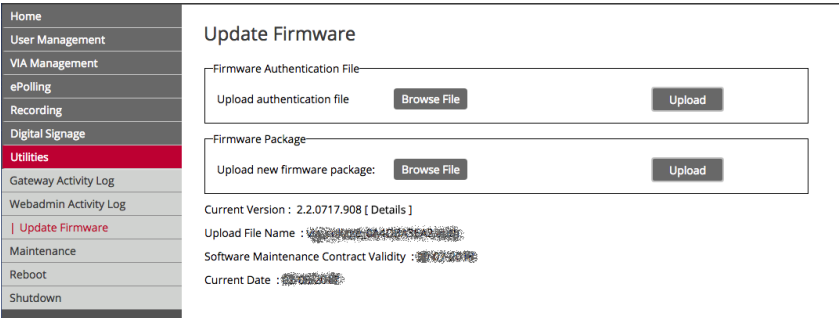 Home
User Management
VIA Management
ePolling
Recording
Digital Signage
Utilities
Gateway Activity Log
Webadmin Activity Log
| Update Firmware
Maintenance
Reboot
Shutdown
Update Firmware
Firmware Authentication File
Upload authentication file Browse File Upload
Firmware Package
Upload new firmware package: Browse File Upload
Current Version : 2.2.0717.908 [ Details ]
Upload File Name :
Software Maintenance Contract Validity :
Current Date :